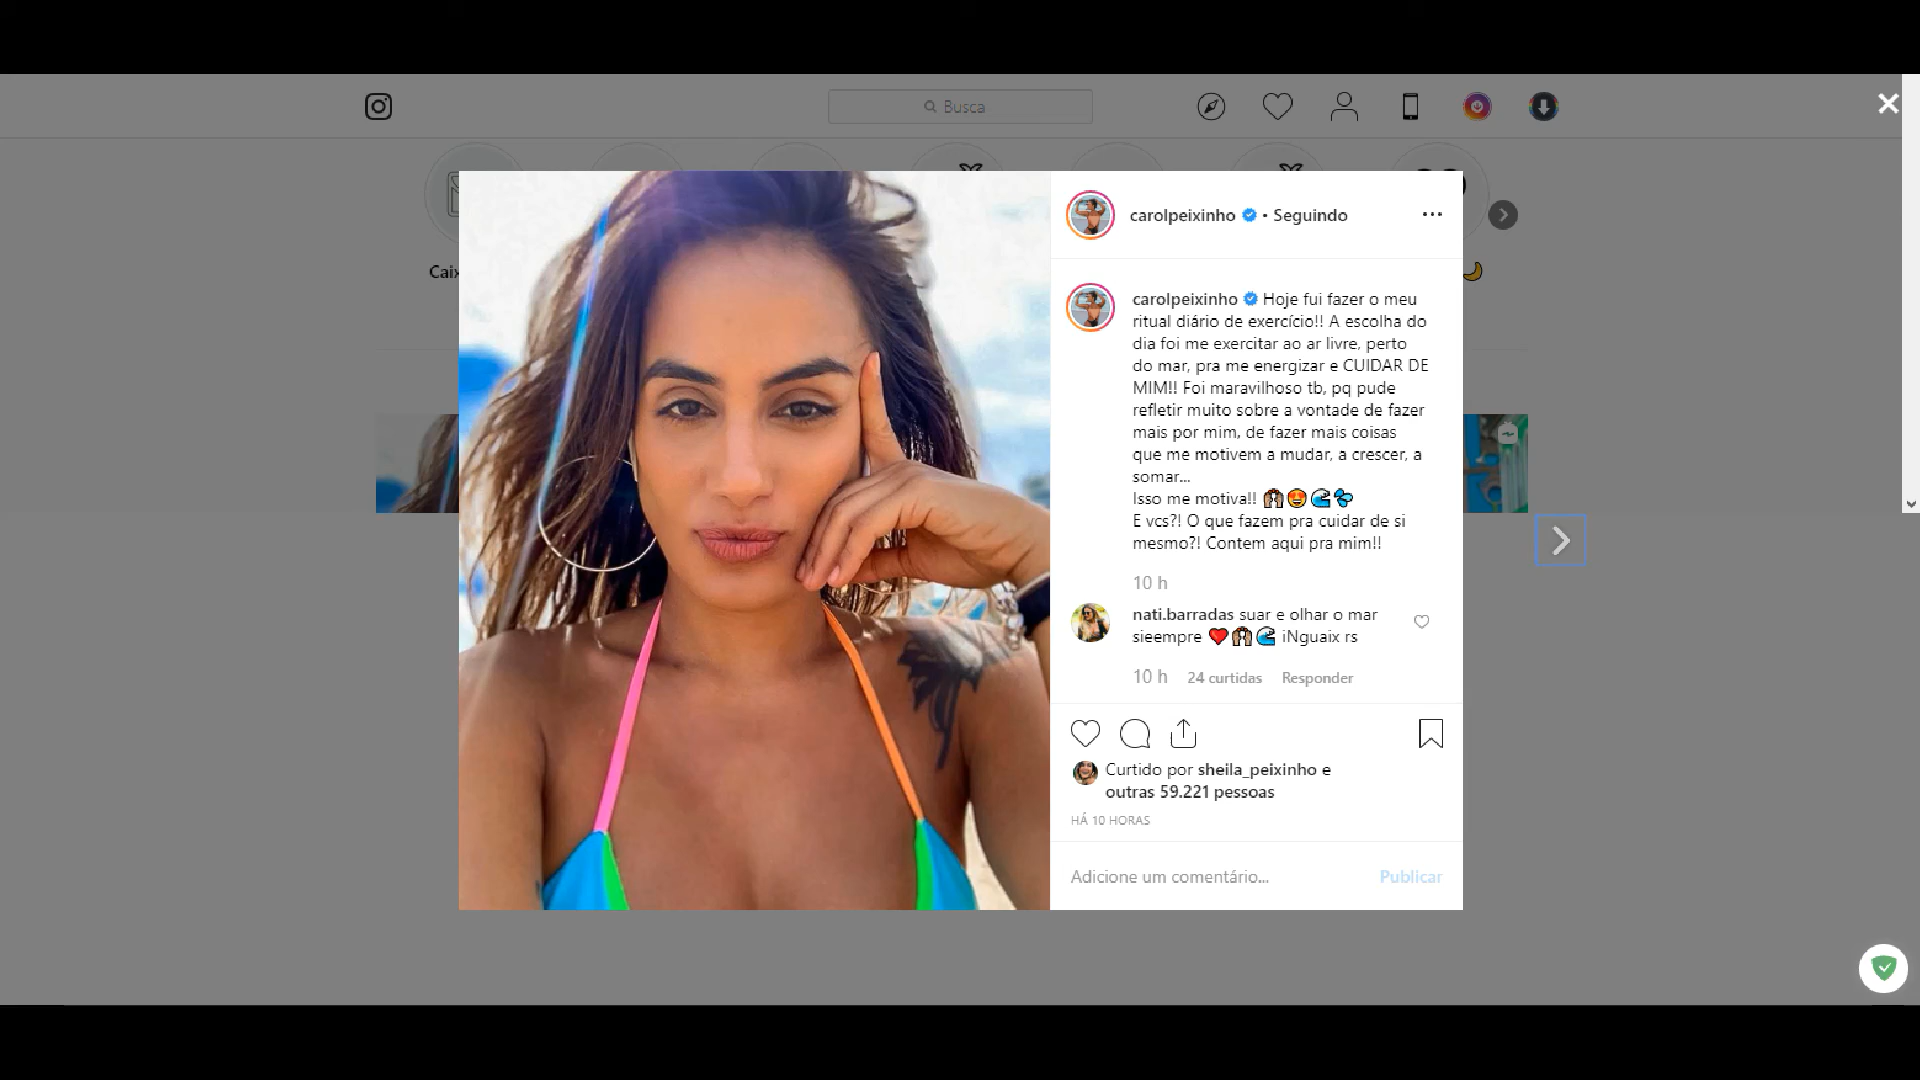 Busca
Caix
carolpeixinho • Seguindo
carolpeixinho Hoje fui fazer o meu
ritual diário de exercício!! A escolha do
dia foi me exercitar ao ar livre, perto
do mar, pra me energizar e CUIDAR DE
MIM!! Foi maravilhoso tb, pq pude
refletir muito sobre a vontade de fazer
mais por mim, de fazer mais coisas
que me motivem a mudar, a crescer, a
somar...
Isso me motiva!! 🙌😍🌊💦
E vcs?! O que fazem pra cuidar de si
mesmo?! Contem aqui pra mim!!
10 h
nati.barradas suar e olhar o mar
sieempre ❤️🙌🌊 iNguaix rs
10 h 24 curtidas Responder
Curtido por sheila_peixinho e
outras 59.221 pessoas
HÁ 10 HORAS
Adicione um comentário... Publicar